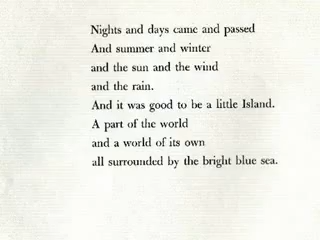 Nights and days came and passed
And summer and winter
and the sun and the wind
and the rain.
And it was good to be a little Island.
A part of the world
and a world of its own
all surrounded by the bright blue sea.